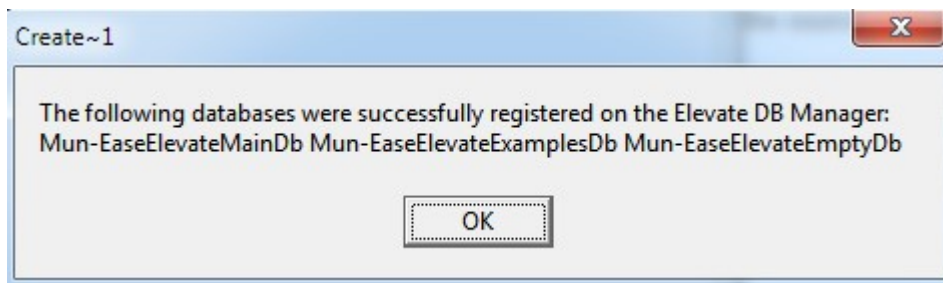 Create~1
The following databases were successfully registered on the Elevate DB Manager:
Mun-EaseElevateMainDb Mun-EaseElevateExamplesDb Mun-EaseElevateEmptyDb
OK